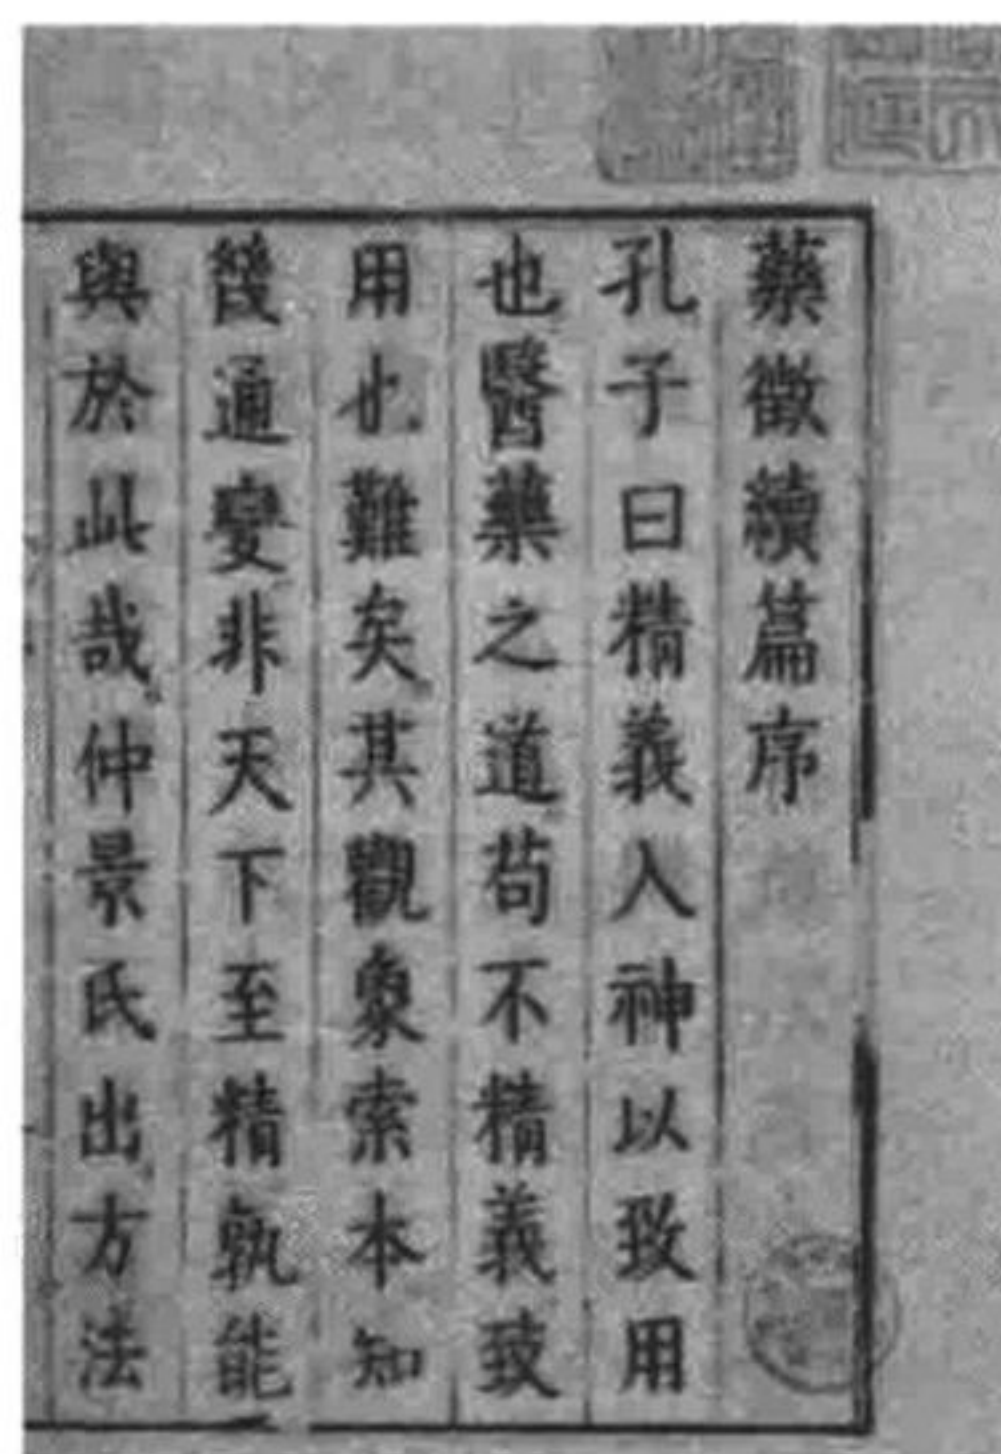 藥徵續篇序
孔子曰精義入神以致用
也醫藥之道苟不精義致
用也難矣其觀象索本知
幾通變非天下至精孰能
與於此哉仲景氏出方法